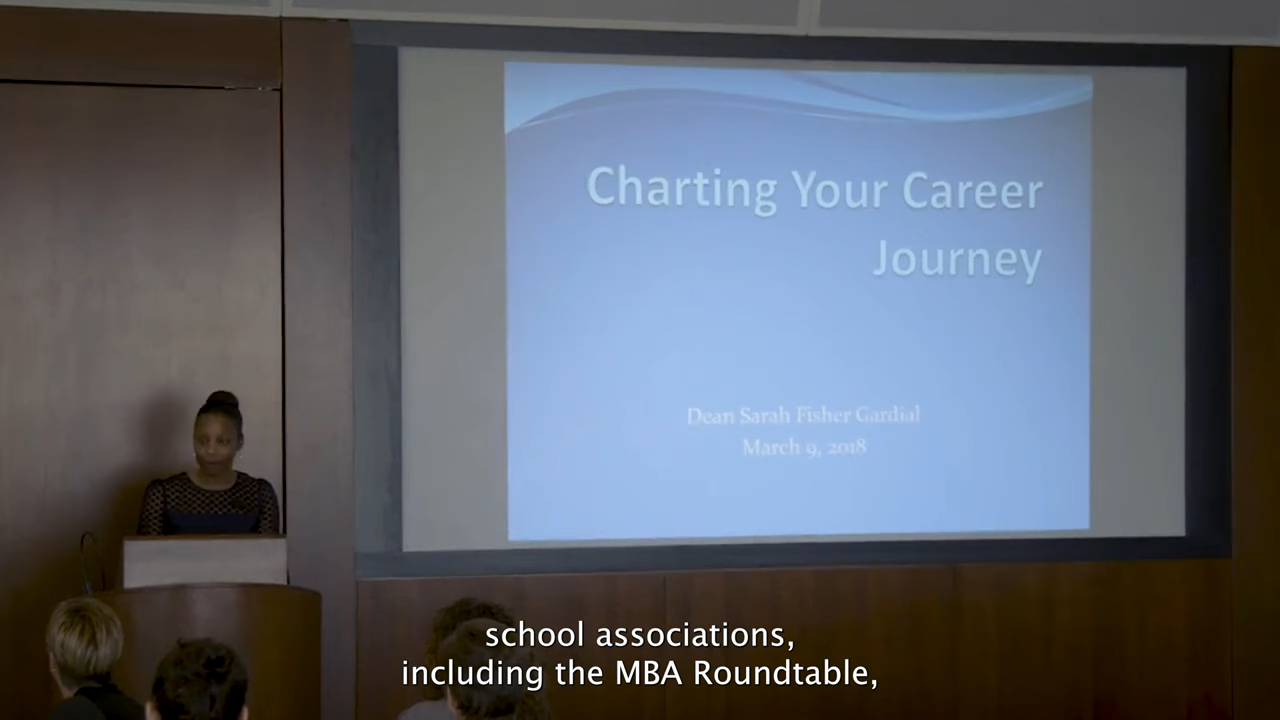 Charting Your Career
Journey
Dean Sarah Fisher Gardial
March 9, 2018
school associations,
including the MBA Roundtable,